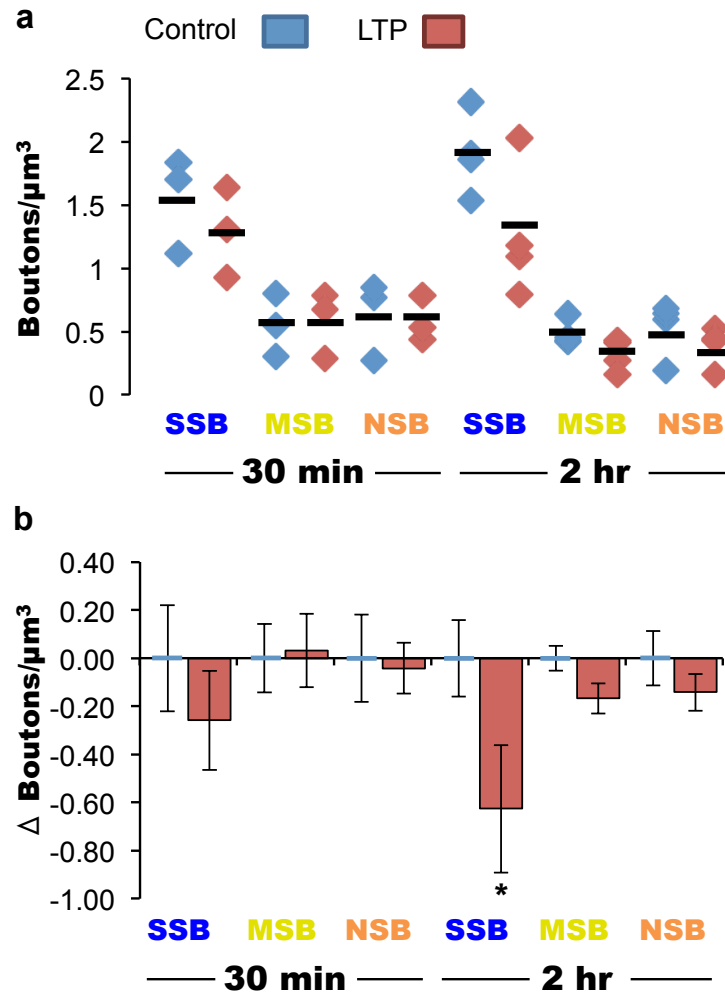 a
Control LTP
Boutons/µm³
2.5
2
1.5
1
0.5
0
SSB MSB NSB SSB MSB NSB
30 min 2 hr
b
Δ Boutons/µm³
0.40
0.20
0.00
-0.20
-0.40
-0.60
-0.80
-1.00
*
SSB MSB NSB SSB MSB NSB
30 min 2 hr